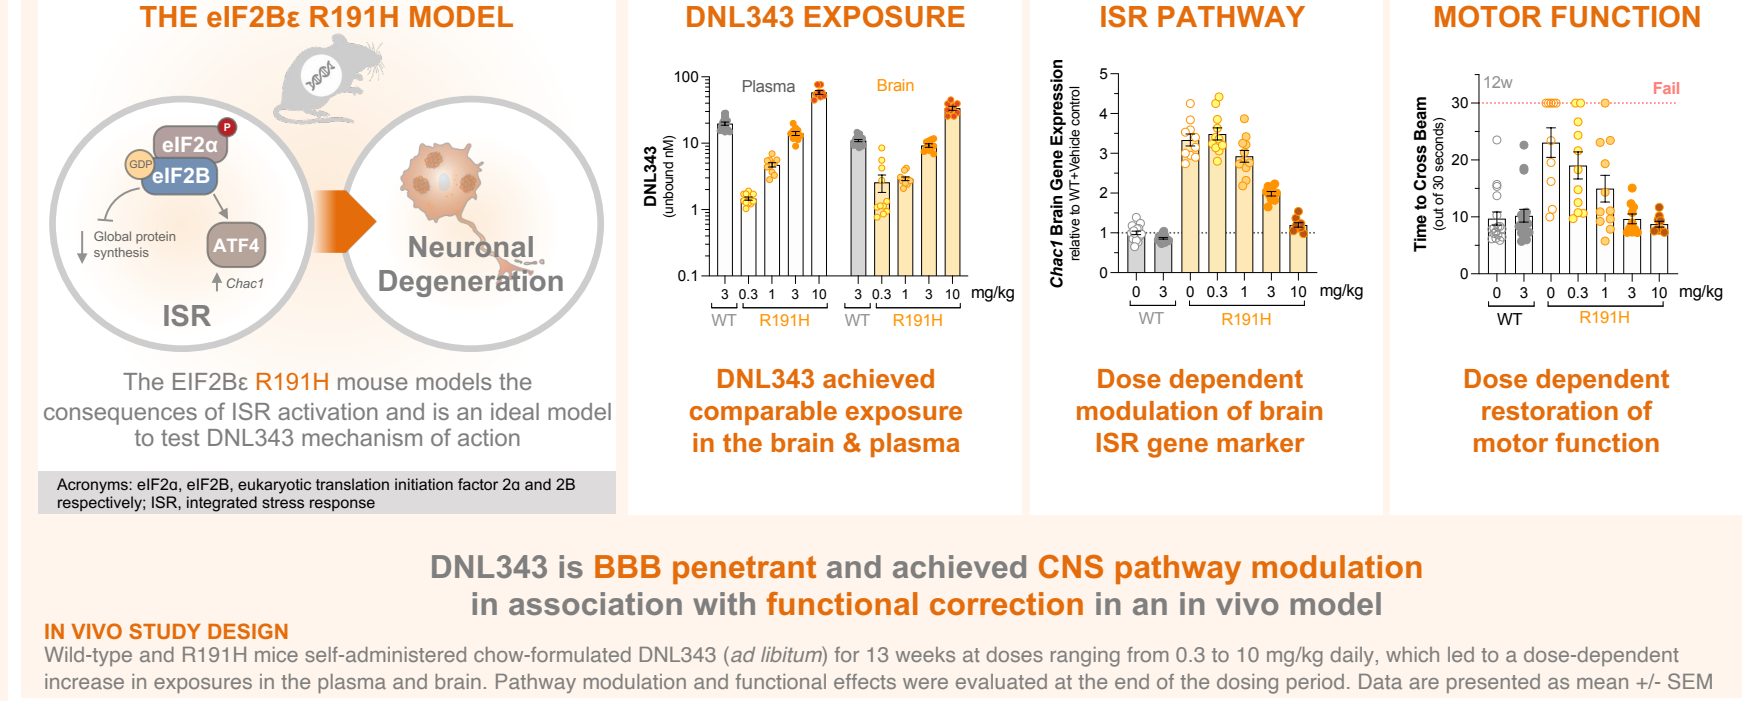 THE eIF2Bε R191H MODEL
P
eIF2α
GDP
eIF2B
Global protein
synthesis
ATF4
Chac1
ISR
Neuronal
Degeneration
The EIF2Bε R191H mouse models the
consequences of ISR activation and is an ideal model
to test DNL343 mechanism of action
Acronyms: eIF2α, eIF2B, eukaryotic translation initiation factor 2α and 2B
respectively; ISR, integrated stress response
DNL343 EXPOSURE
DNL343
(unbound nM)
100
10
1
0.1
Plasma
Brain
3 0.3 1 3 10 3 0.3 1 3 10 mg/kg
WT R191H WT R191H
DNL343 achieved
comparable exposure
in the brain & plasma
ISR PATHWAY
Chac1 Brain Gene Expression
relative to WT+Vehicle control
5
4
3
2
1
0
0 3 0 0.3 1 3 10 mg/kg
WT R191H
Dose dependent
modulation of brain
ISR gene marker
MOTOR FUNCTION
Time to Cross Beam
(out of 30 seconds)
12w
Fail
30
20
10
0
0 3 0 0.3 1 3 10 mg/kg
WT R191H
Dose dependent
restoration of
motor function
DNL343 is BBB penetrant and achieved CNS pathway modulation
in association with functional correction in an in vivo model
IN VIVO STUDY DESIGN
Wild-type and R191H mice self-administered chow-formulated DNL343 (ad libitum) for 13 weeks at doses ranging from 0.3 to 10 mg/kg daily, which led to a dose-dependent
increase in exposures in the plasma and brain. Pathway modulation and functional effects were evaluated at the end of the dosing period. Data are presented as mean +/- SEM